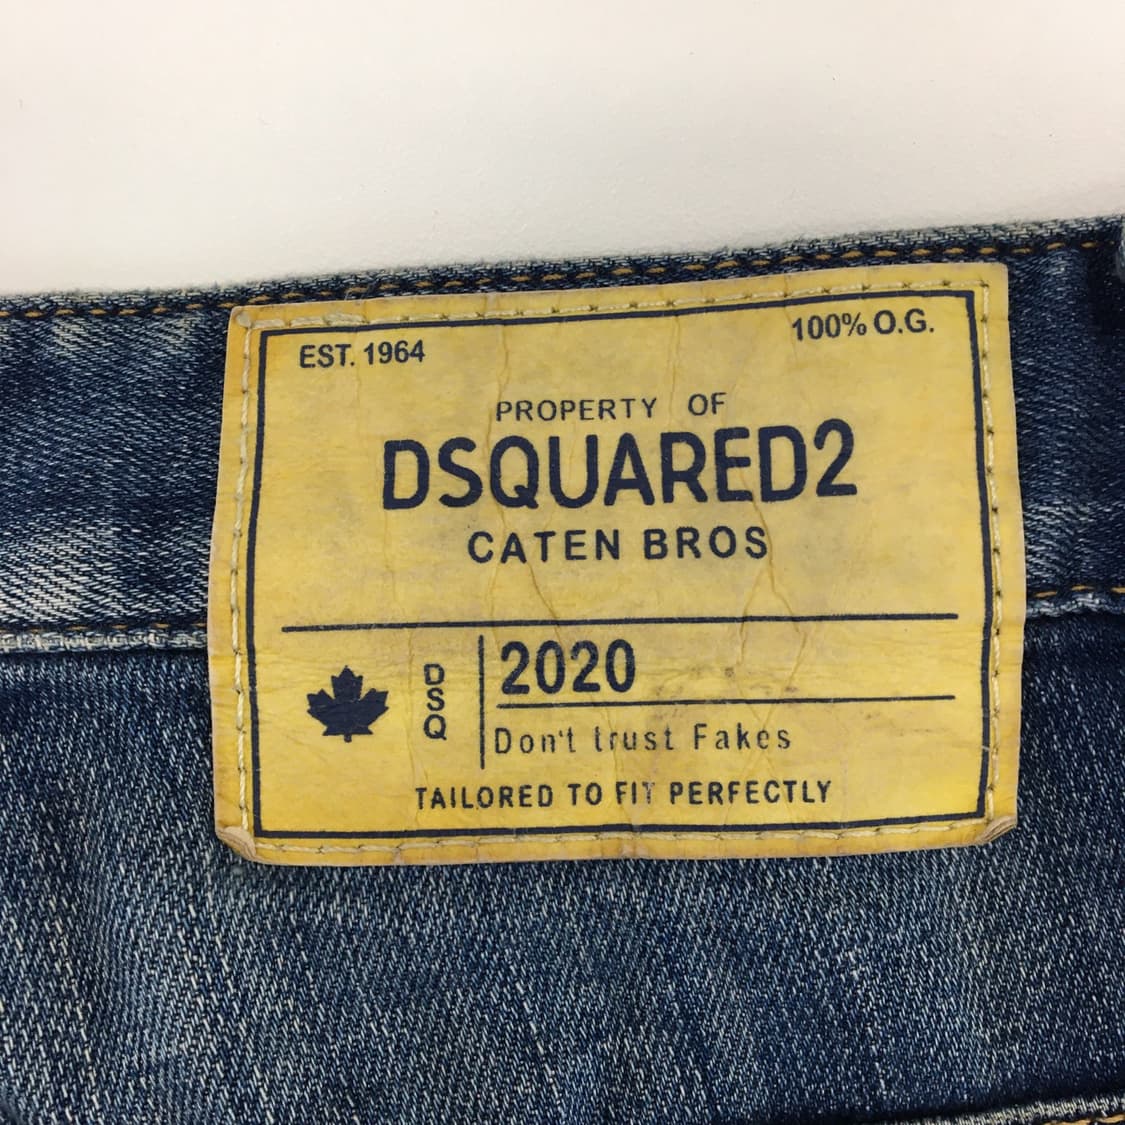 EST. 1964
100% O.G.
PROPERTY OF
DSQUARED2
CATEN BROS
DSQ
2020
Don't trust Fakes
TAILORED TO FIT PERFECTLY